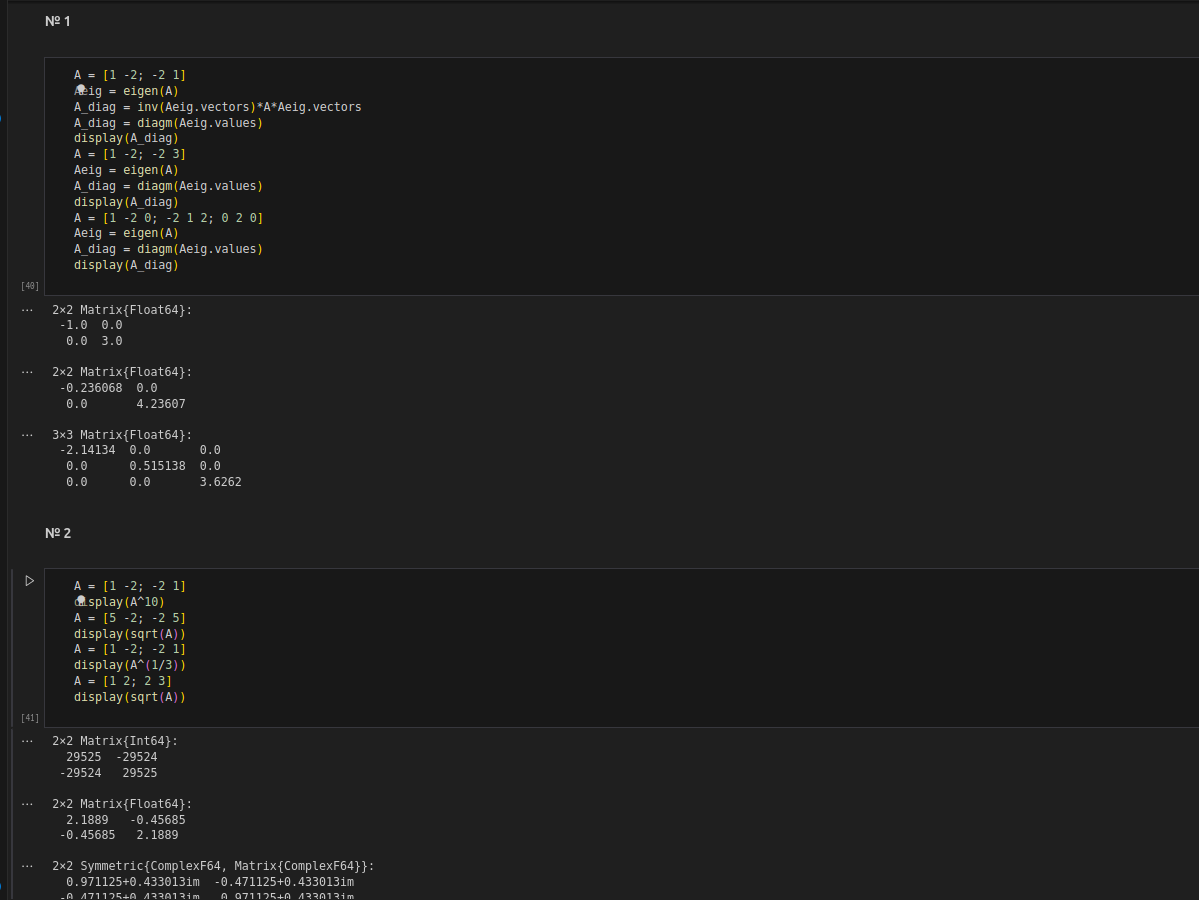 № 1
A = [1 -2; -2 1]
Aeig = eigen(A)
A_diag = inv(Aeig.vectors)*A*Aeig.vectors
A_diag = diagm(Aeig.values)
display(A_diag)
A = [1 -2; -2 3]
Aeig = eigen(A)
A_diag = diagm(Aeig.values)
display(A_diag)
A = [1 -2 0; -2 1 2; 0 2 0]
Aeig = eigen(A)
A_diag = diagm(Aeig.values)
display(A_diag)
[40]
... 2×2 Matrix{Float64}:
-1.0 0.0
0.0 3.0
... 2×2 Matrix{Float64}:
-0.236068 0.0
0.0 4.23607
... 3×3 Matrix{Float64}:
-2.14134 0.0 0.0
0.0 0.515138 0.0
0.0 0.0 3.6262
№ 2
A = [1 -2; -2 1]
display(A^10)
A = [5 -2; -2 5]
display(sqrt(A))
A = [1 -2; -2 1]
display(A^(1/3))
A = [1 2; 2 3]
display(sqrt(A))
[41]
... 2×2 Matrix{Int64}:
29525 -29524
-29524 29525
... 2×2 Matrix{Float64}:
2.1889 -0.45685
-0.45685 2.1889
... 2×2 Symmetric{ComplexF64, Matrix{ComplexF64}}:
0.971125+0.433013im -0.471125+0.433013im
-0.471125+0.433013im 0.971125+0.433013im